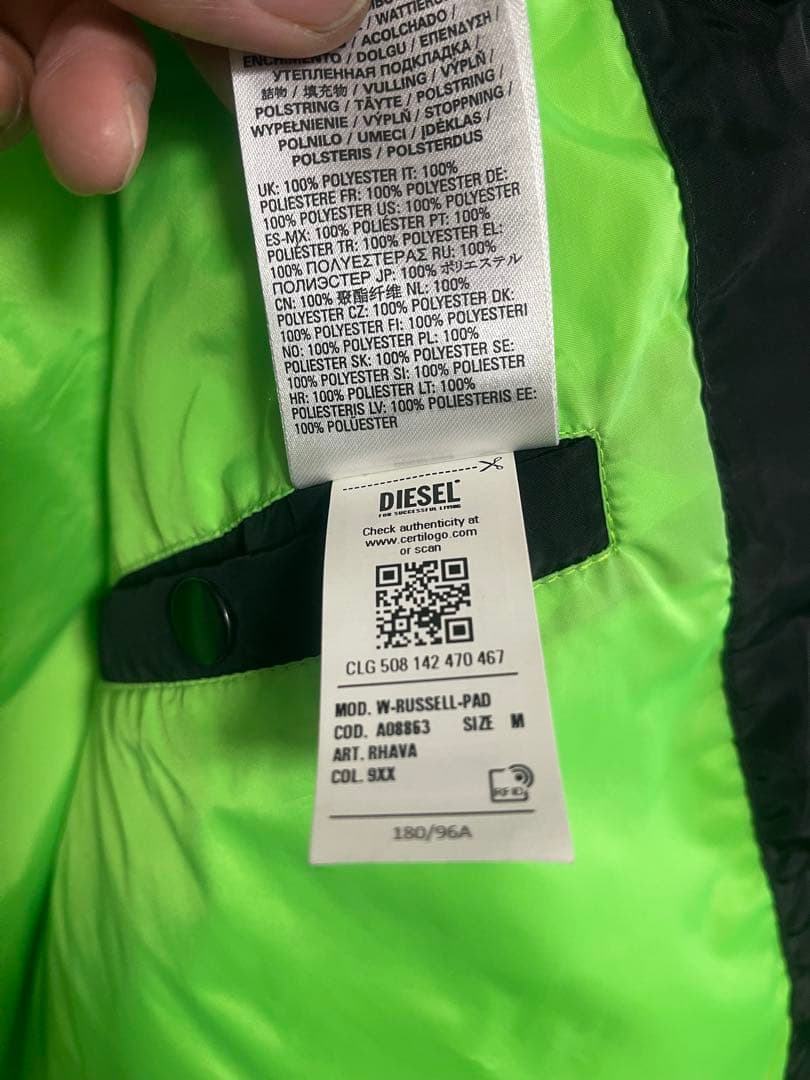 / WATTIERUNG
/ ACOLCHADO /
ENCHIMENTO / DOLGU / ΕΠΕΝΔΥΣΗ /
УТЕПЛЕННАЯ ПОДКЛАДКА /
詰物 / 填充物 / VULLING / VÝPLŇ /
POLSTRING / TÄYTE / POLSTRING /
WYPEŁNIENIE / VÝPLŇ / STOPPNING /
POLNILO / UMECI / ĮDĖKLAS /
POLSTERIS / POLSTERDUS
UK: 100% POLYESTER IT: 100%
POLIESTERE FR: 100% POLYESTER DE:
100% POLYESTER US: 100% POLYESTER
ES-MX: 100% POLIÉSTER PT: 100%
POLIÉSTER TR: 100% POLYESTER EL:
100% ΠΟΛΥΕΣΤΕΡΑΣ RU: 100%
ПОЛИЭСТЕР JP: 100% ポリエステル
CN: 100% 聚酯纤维 NL: 100%
POLYESTER CZ: 100% POLYESTER DK:
100% POLYESTER FI: 100% POLYESTERI
NO: 100% POLYESTER PL: 100%
POLIESTER SK: 100% POLYESTER SE:
100% POLYESTER SI: 100% POLIESTER
HR: 100% POLIESTER LT: 100%
POLIESTERIS LV: 100% POLIESTERIS EE:
100% POLÜESTER
DIESEL
FOR SUCCESSFUL LIVING
Check authenticity at
www.certilogo.com
or scan
CLG 508 142 470 467
MOD. W-RUSSELL-PAD
COD. A08863 SIZE M
ART. RHAVA
COL. 9XX
RFID
180/96A